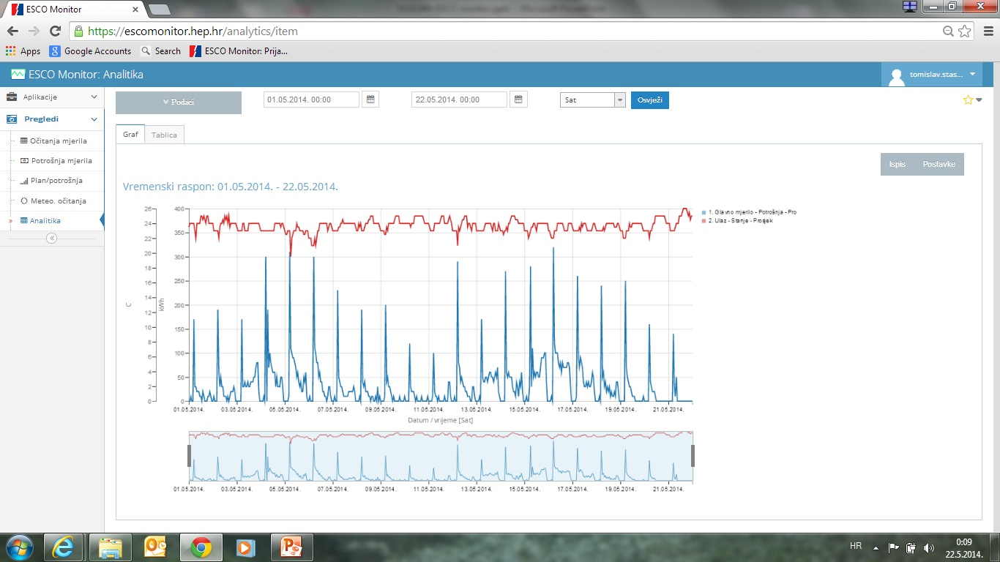 ESCO Monitor
https://escomonitor.hep.hr/analytics/item
Apps Google Accounts Search ESCO Monitor: Prija...
ESCO Monitor: Analitika
tomislav.stas...
Aplikacije
Podaci
01.05.2014. 00:00
22.05.2014. 00:00
Sat
Osvježi
Pregledi
Očitanja mjerila
Potrošnja mjerila
Plan/potrošnja
Meteo. očitanja
Analitika
Graf Tablica
Ispis Postavke
Vremenski raspon: 01.05.2014. - 22.05.2014.
26 24 22 20 18 16 14 12 10 8 6 4 2 0
C
400 350 300 250 200 150 100 50 0
kWh
1. Glavno mjerilo - Potrošnja - Pro
2. Ulaz - Stanje - Prosjek
01.05.2014. 03.05.2014. 05.05.2014. 07.05.2014. 09.05.2014. 11.05.2014. 13.05.2014. 15.05.2014. 17.05.2014. 19.05.2014. 21.05.2014.
Datum / vrijeme [Sat]
01.05.2014. 03.05.2014. 05.05.2014. 07.05.2014. 09.05.2014. 11.05.2014. 13.05.2014. 15.05.2014. 17.05.2014. 19.05.2014. 21.05.2014.
HR
0:09
22.5.2014.